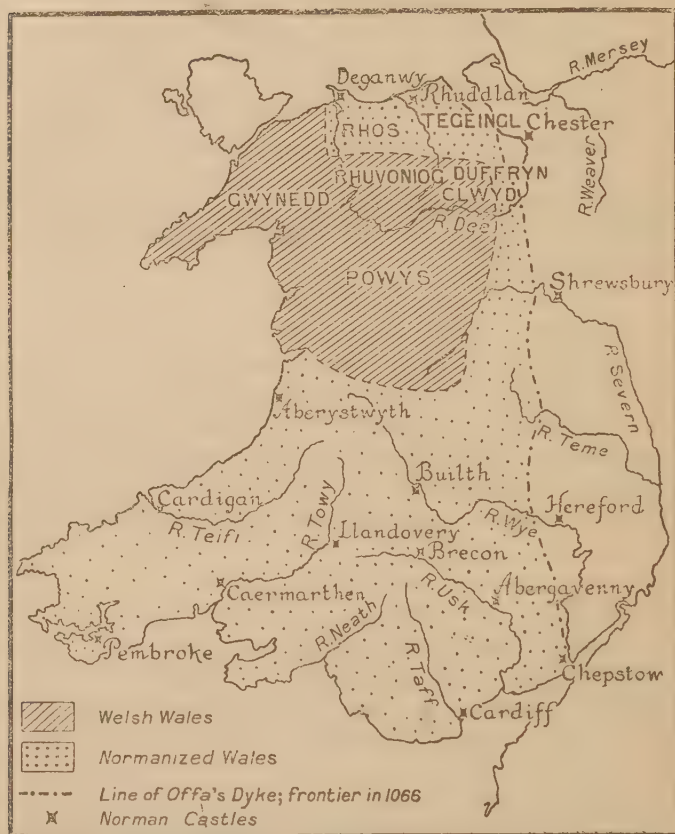 R. Mersey
Deganwy
Rhuddlan
RHOS
TEGEINGL
Chester
RHUVONIOG
DUFFRYN
CLWYD
R. Weaver
GWYNEDD
R. Dee
POWYS
Shrewsbury
R. Severn
Aberystwyth
R. Teme
Builth
Cardigan
R. Teifi
R. Towy
Hereford
R. Wye
Llandovery
Brecon
Caermarthen
R. Usk
Abergavenny
R. Neath
Pembroke
R. Taff
Chepstow
Cardiff
Welsh Wales
Normanized Wales
Line of Offa's Dyke; frontier in 1066
Norman Castles